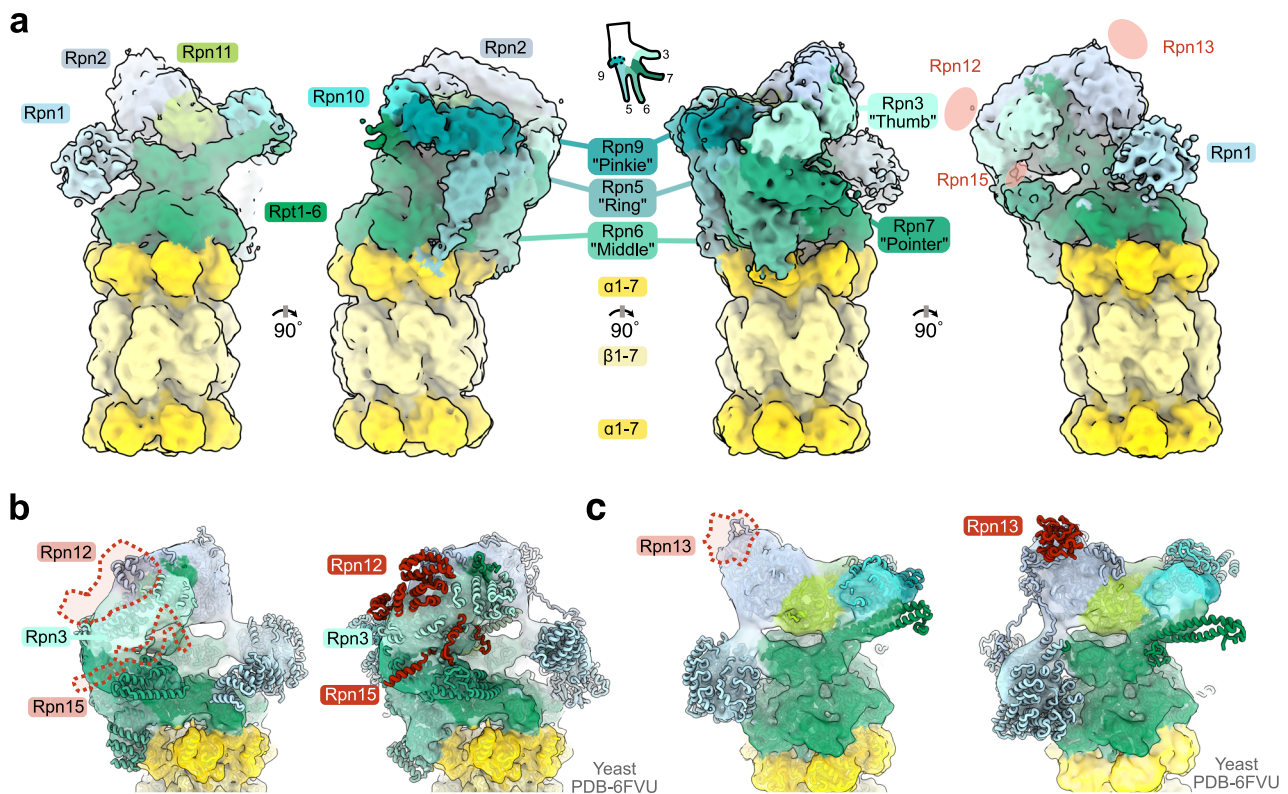 a
Rpn2
Rpn11
Rpn1
Rpn2
Rpn10
Rpt1-6
9
3
7
5
6
Rpn9
"Pinkie"
Rpn5
"Ring"
Rpn6
"Middle"
Rpn3
"Thumb"
Rpn7
"Pointer"
Rpn13
Rpn12
Rpn1
Rpn15
α1-7
90°
90°
90°
β1-7
α1-7
b
Rpn12
Rpn3
Rpn15
Rpn12
Rpn3
Rpn15
Yeast
PDB-6FVU
c
Rpn13
Rpn13
Yeast
PDB-6FVU